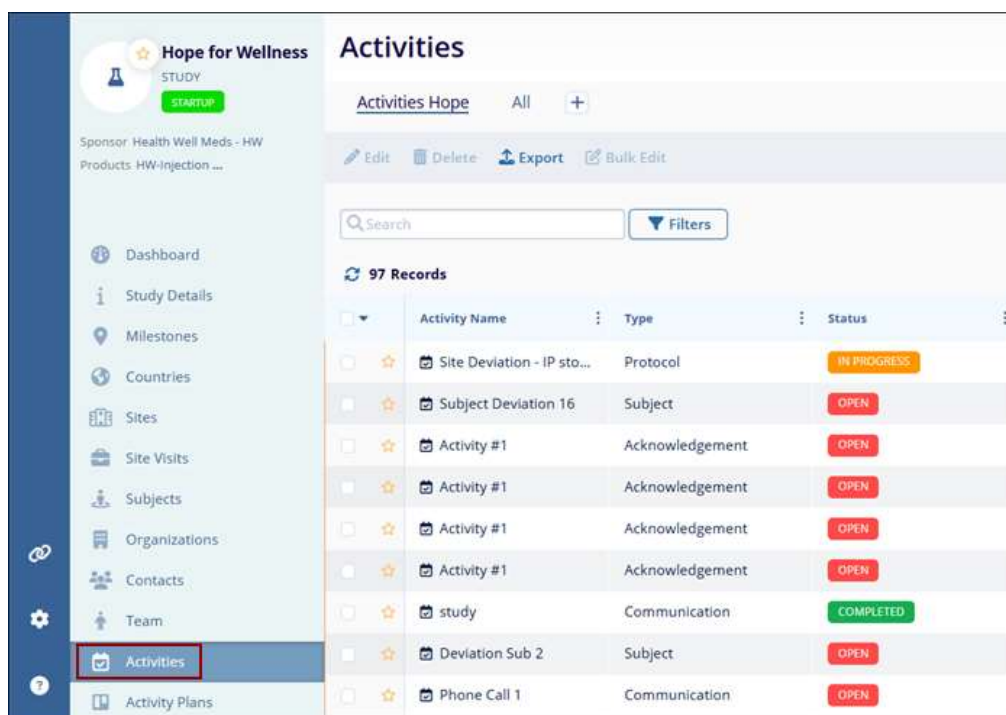 Hope for Wellness
STUDY
STARTUP
Sponsor Health Well Meds - HW
Products HW-Injection ...
Dashboard
Study Details
Milestones
Countries
Sites
Site Visits
Subjects
Organizations
Contacts
Team
Activities
Activity Plans
Activities
Activities Hope All +
Edit Delete Export Bulk Edit
Search Filters
97 Records
Activity Name Type Status
Site Deviation - IP sto... Protocol IN PROGRESS
Subject Deviation 16 Subject OPEN
Activity #1 Acknowledgement OPEN
Activity #1 Acknowledgement OPEN
Activity #1 Acknowledgement OPEN
Activity #1 Acknowledgement OPEN
study Communication COMPLETED
Deviation Sub 2 Subject OPEN
Phone Call 1 Communication OPEN